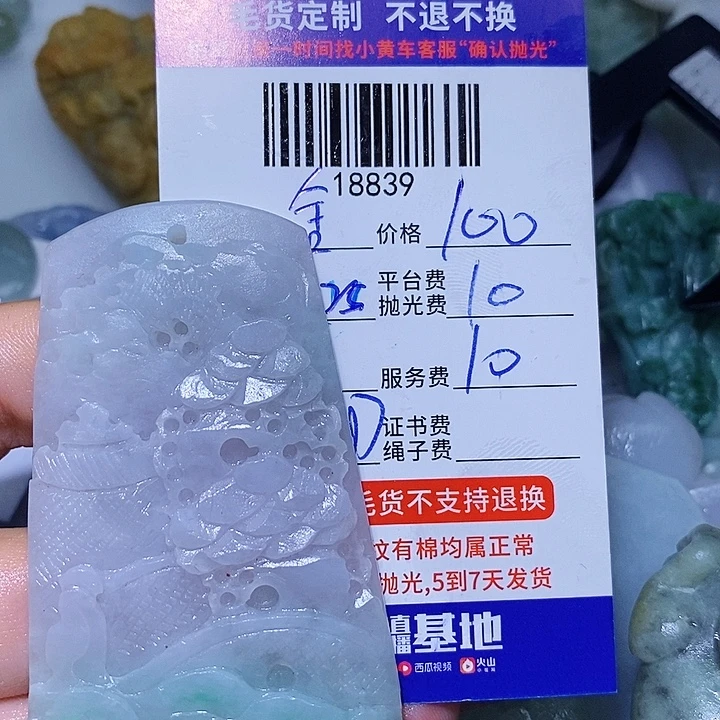 毛货定制 不退不换
一时间找小黄车客服“确认抛光”
18839
价格 100
平台费
抛光费 10
服务费 10
证书费
绳子费
毛货不支持退换
纹有棉均属正常
抛光,5到7天发货
直播基地
西瓜视频 火山